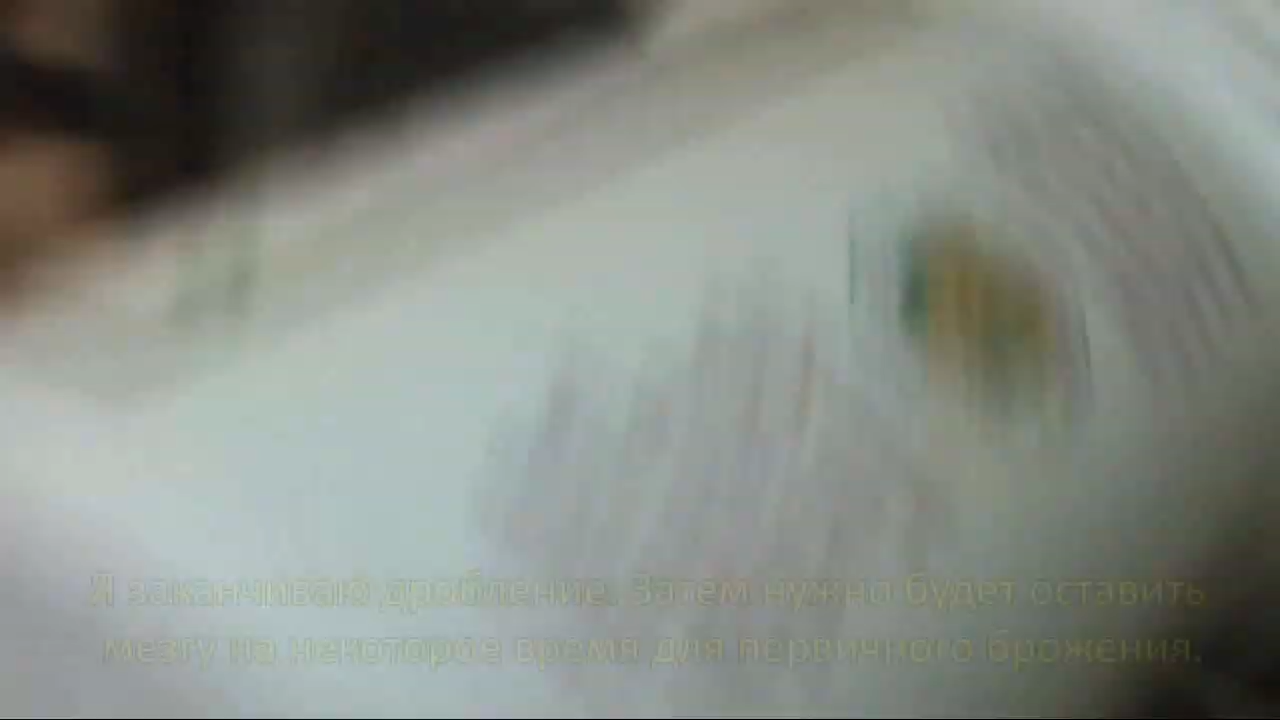 Я заканчиваю дробление. Затем нужно будет оставить
мезгу на некоторое время для первичного брожения.